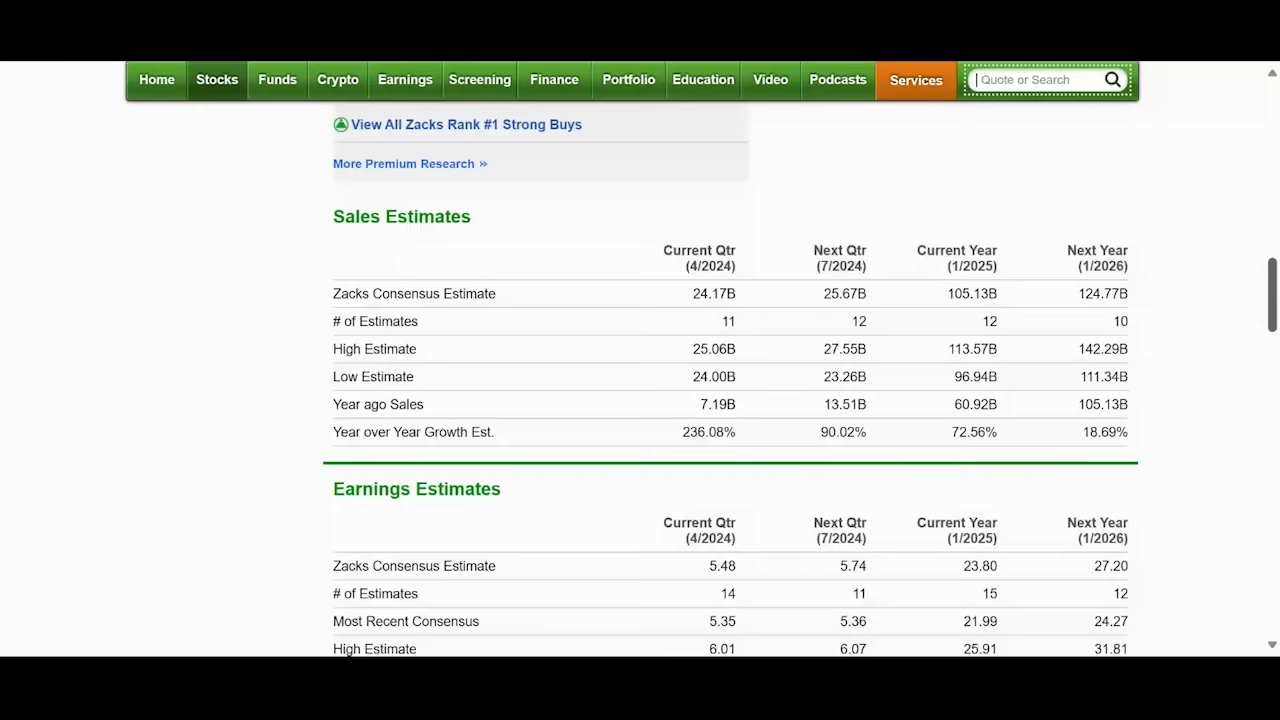 Home Stocks Funds Crypto Earnings Screening Finance Portfolio Education Video Podcasts Services Quote or Search
View All Zacks Rank #1 Strong Buys
More Premium Research »
Sales Estimates
Current Qtr Next Qtr Current Year Next Year
(4/2024) (7/2024) (1/2025) (1/2026)
Zacks Consensus Estimate 24.17B 25.67B 105.13B 124.77B
# of Estimates 11 12 12 10
High Estimate 25.06B 27.55B 113.57B 142.29B
Low Estimate 24.00B 23.26B 96.94B 111.34B
Year ago Sales 7.19B 13.51B 60.92B 105.13B
Year over Year Growth Est. 236.08% 90.02% 72.56% 18.69%
Earnings Estimates
Current Qtr Next Qtr Current Year Next Year
(4/2024) (7/2024) (1/2025) (1/2026)
Zacks Consensus Estimate 5.48 5.74 23.80 27.20
# of Estimates 14 11 15 12
Most Recent Consensus 5.35 5.36 21.99 24.27
High Estimate 6.01 6.07 25.91 31.81